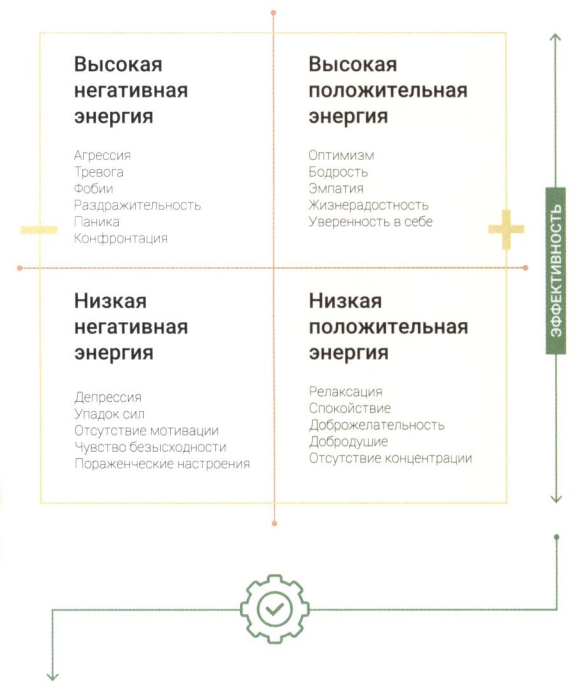 Высокая
негативная
энергия
Агрессия
Тревога
Фобии
Раздражительность
Паника
Конфронтация
Высокая
положительная
энергия
Оптимизм
Бодрость
Эмпатия
Жизнерадостность
Уверенность в себе
Низкая
негативная
энергия
Депрессия
Упадок сил
Отсутствие мотивации
Чувство безысходности
Пораженческие настроения
Низкая
положительная
энергия
Релаксация
Спокойствие
Доброжелательность
Добродушие
Отсутствие концентрации
ЭФФЕКТИВНОСТЬ